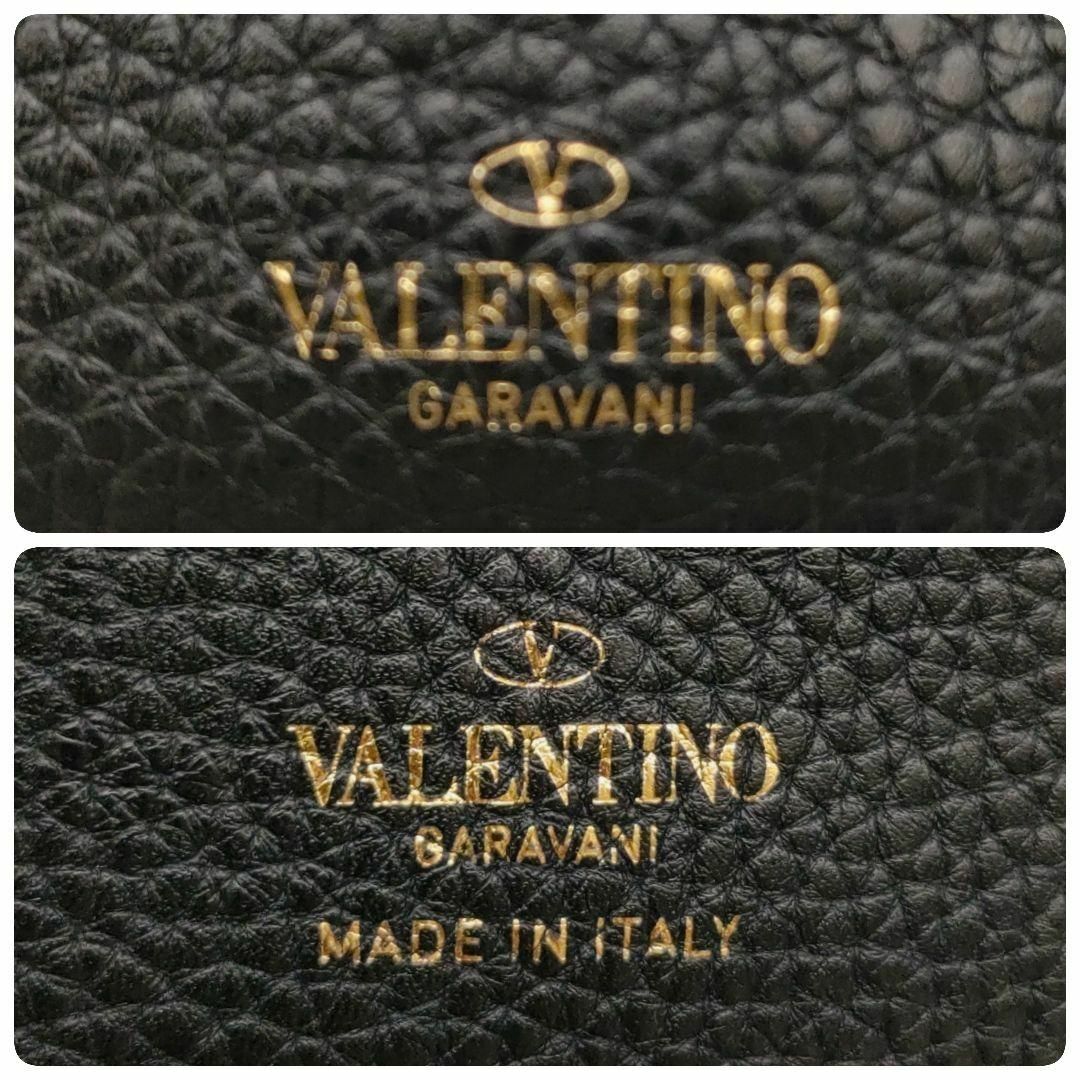 V
VALENTINO
GARAVANI
V
VALENTINO
GARAVANI
MADE IN ITALY